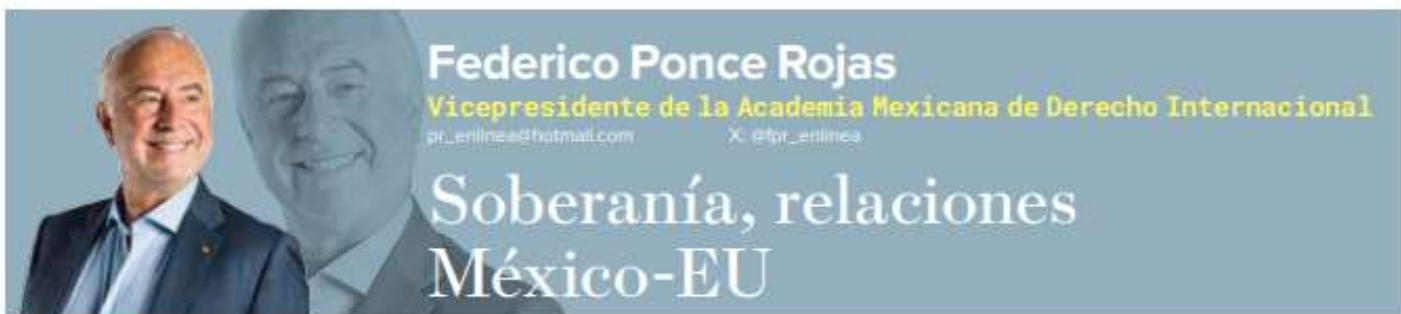 Federico Ponce Rojas
Vicepresidente de la Academia Mexicana de Derecho Internacional
pr_enlinea@hotmail.com X: @fpr_enlinea
Soberanía, relaciones
México-EU